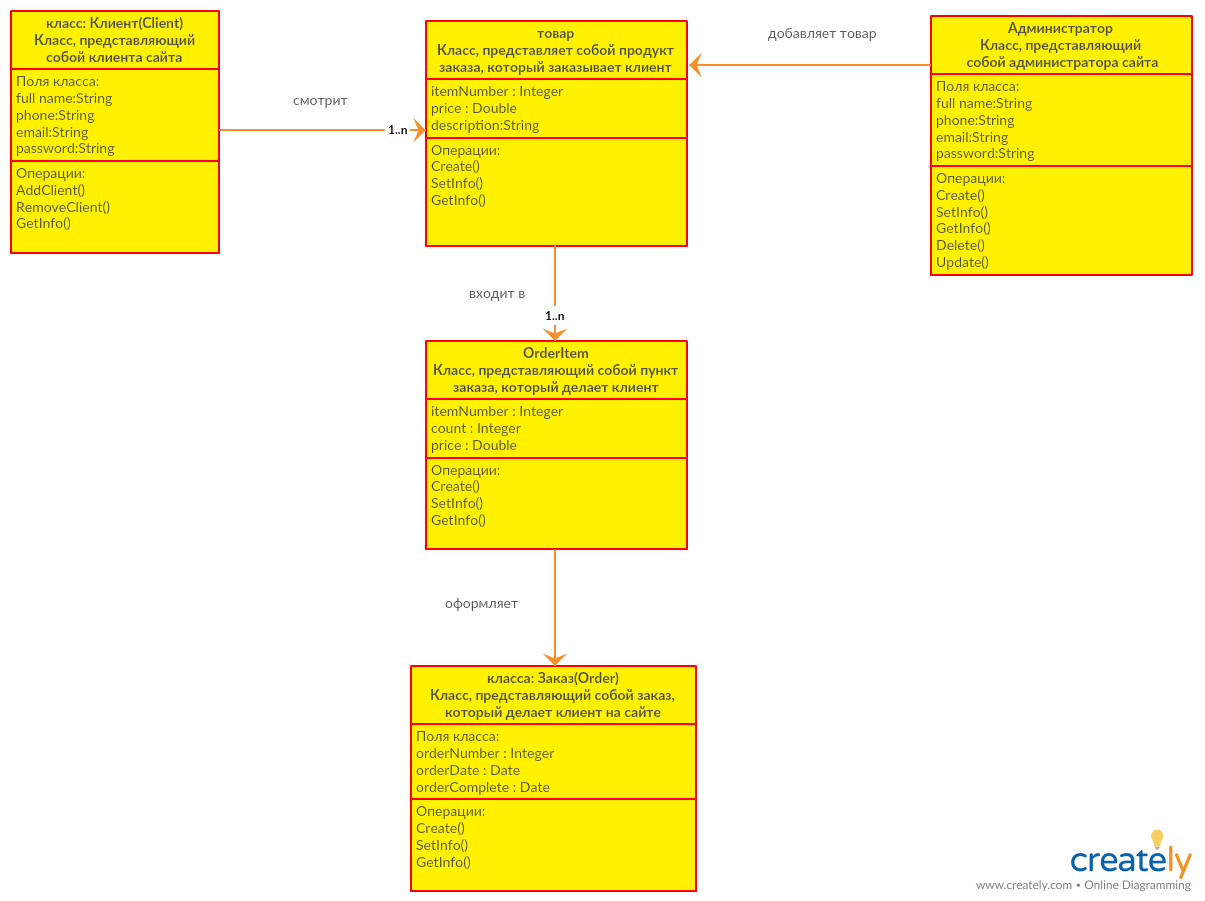 класс: Клиент(Client)
Класс, представляющий
собой клиента сайта
Поля класса:
full name:String
phone:String
email:String
password:String
Операции:
AddClient()
RemoveClient()
GetInfo()
смотрит
1..n
товар
Класс, представляет собой продукт
заказа, который заказывает клиент
itemNumber : Integer
price : Double
description:String
Операции:
Create()
SetInfo()
GetInfo()
добавляет товар
Администратор
Класс, представляющий
собой администратора сайта
Поля класса:
full name:String
phone:String
email:String
password:String
Операции:
Create()
SetInfo()
GetInfo()
Delete()
Update()
входит в
1..n
OrderItem
Класс, представляющий собой пункт
заказа, который делает клиент
itemNumber : Integer
count : Integer
price : Double
Операции:
Create()
SetInfo()
GetInfo()
оформляет
класса: Заказ(Order)
Класс, представляющий собой заказ,
который делает клиент на сайте
Поля класса:
orderNumber : Integer
orderDate : Date
orderComplete : Date
Операции:
Create()
SetInfo()
GetInfo()
creately
www.creately.com • Online Diagramming